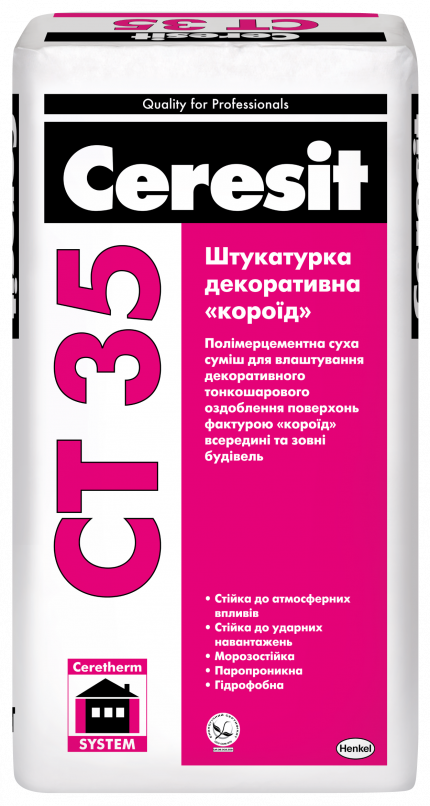 Ceresit
CT 35
Quality for Professionals
Ceresit
CT 35
Штукатурка
декоративна
«короїд»
Полімерцементна суха
суміш для влаштування
декоративного
тонкошарового
оздоблення поверхонь
фактурою «короїд»
всередині та зовні
будівель
• Стійка до атмосферних
впливів
• Стійка до ударних
навантажень
• Морозостійка
• Паропроникна
• Гідрофобна
Ceretherm
SYSTEM
Henkel